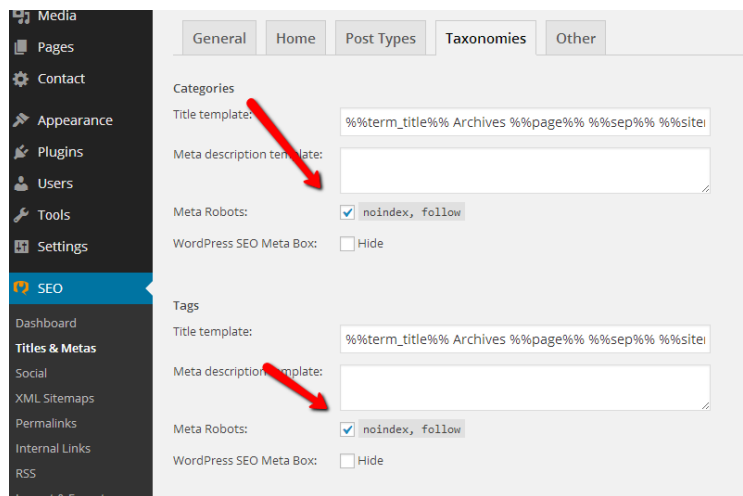 Media
Pages
Contact
Appearance
Plugins
Users
Tools
Settings
SEO
Dashboard
Titles & Metas
Social
XML Sitemaps
Permalinks
Internal Links
RSS
General Home Post Types Taxonomies Other
Categories
Title template: %%term_title%% Archives %%page%% %%sep%% %%siter
Meta description template:
Meta Robots: noindex, follow
WordPress SEO Meta Box: Hide
Tags
Title template: %%term_title%% Archives %%page%% %%sep%% %%siter
Meta description template:
Meta Robots: noindex, follow
WordPress SEO Meta Box: Hide